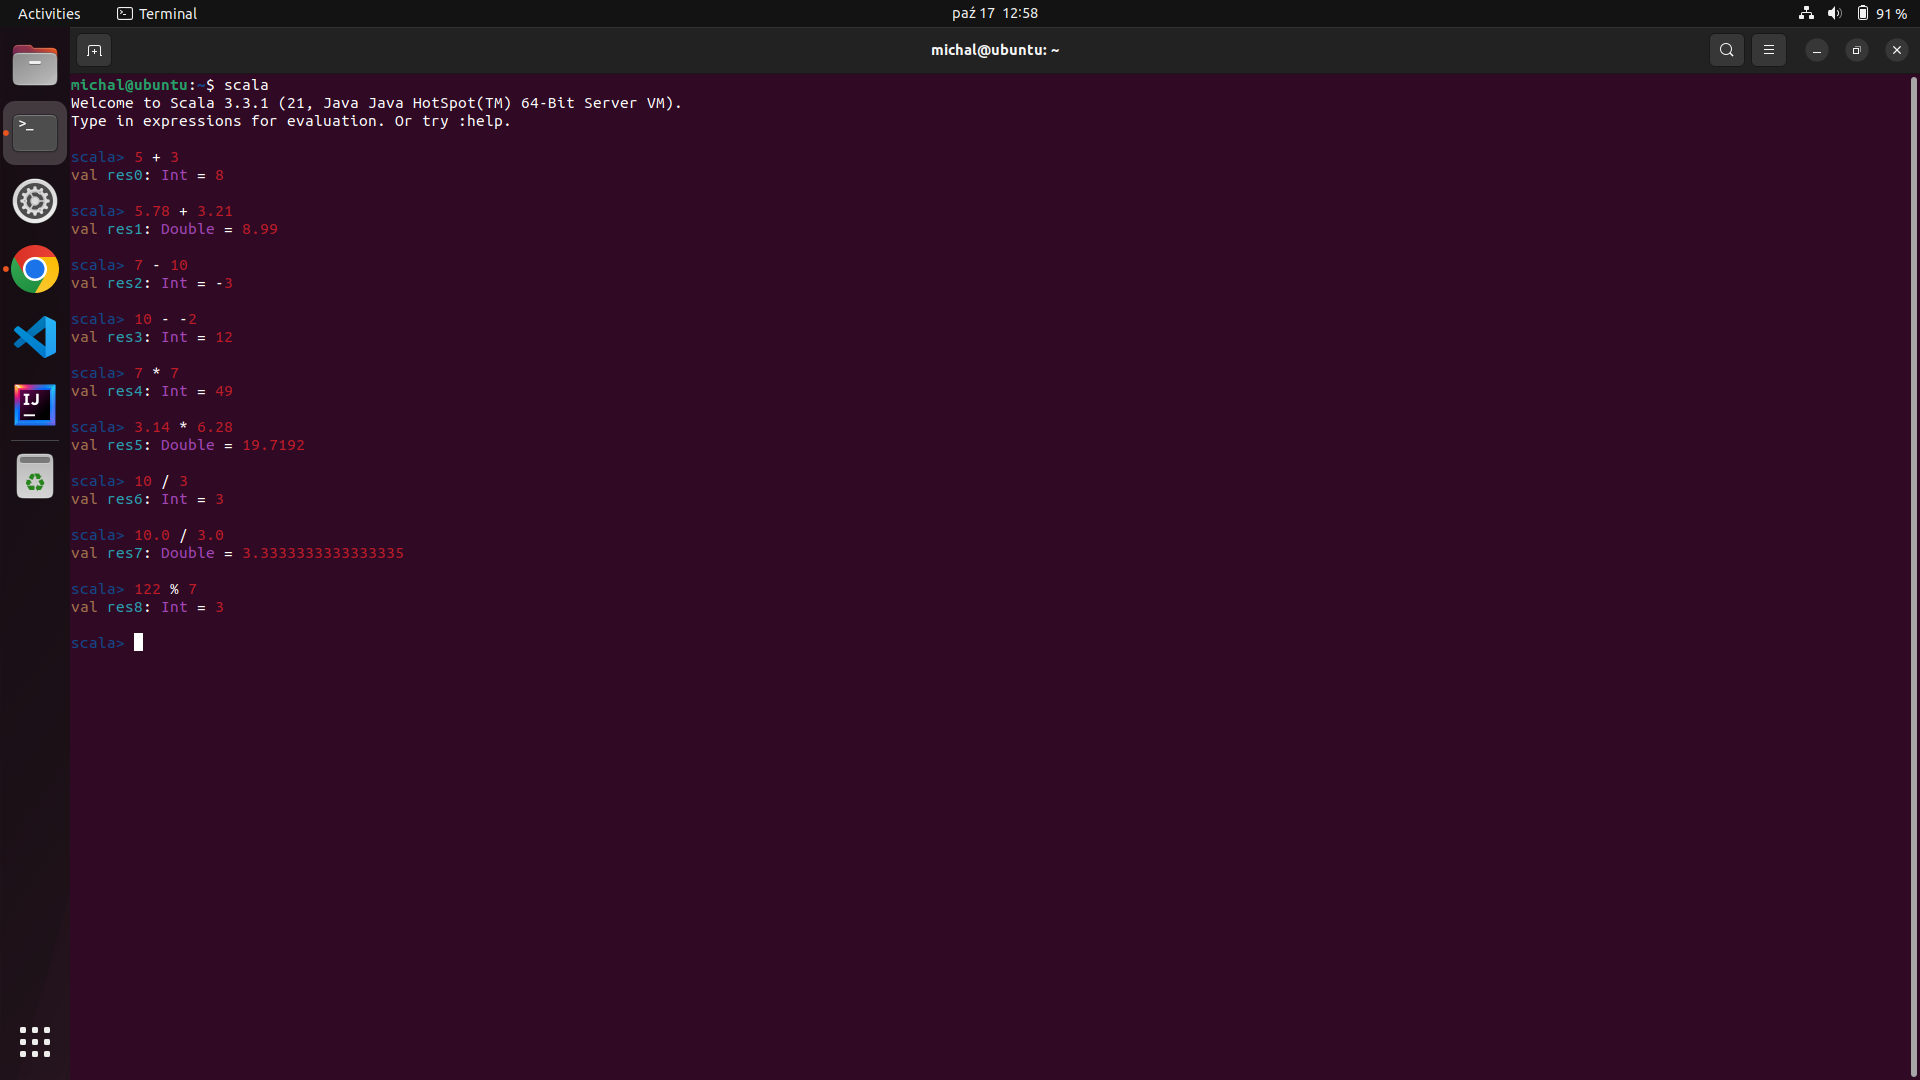 Activities
Terminal
paź 17 12:58
91 %
michal@ubuntu: ~
michal@ubuntu:~$ scala
Welcome to Scala 3.3.1 (21, Java Java HotSpot(TM) 64-Bit Server VM).
Type in expressions for evaluation. Or try :help.
scala> 5 + 3
val res0: Int = 8
scala> 5.78 + 3.21
val res1: Double = 8.99
scala> 7 - 10
val res2: Int = -3
scala> 10 - -2
val res3: Int = 12
scala> 7 * 7
val res4: Int = 49
scala> 3.14 * 6.28
val res5: Double = 19.7192
scala> 10 / 3
val res6: Int = 3
scala> 10.0 / 3.0
val res7: Double = 3.3333333333333335
scala> 122 % 7
val res8: Int = 3
scala>
>_
IJ